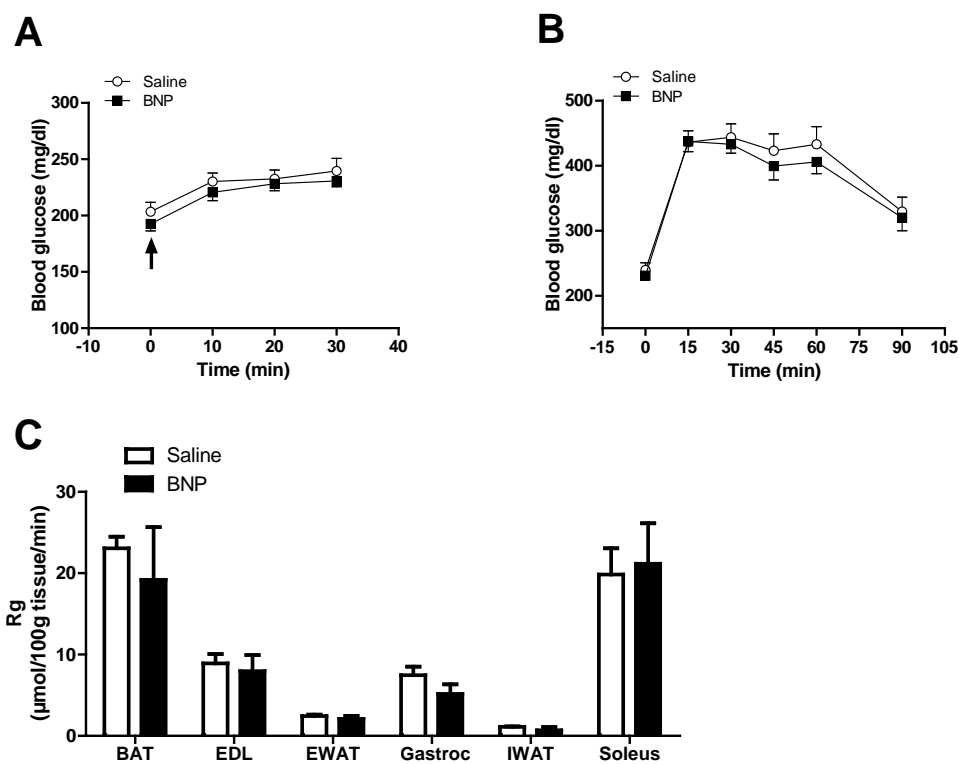 A
Saline
BNP
Blood glucose (mg/dl)
300
250
200
150
100
-10 0 10 20 30 40
Time (min)
B
Saline
BNP
Blood glucose (mg/dl)
500
400
300
200
-15 0 15 30 45 60 75 90 105
Time (min)
C
Saline
BNP
Rg
(μmol/100g tissue/min)
30
20
10
0
BAT EDL EWAT Gastroc IWAT Soleus